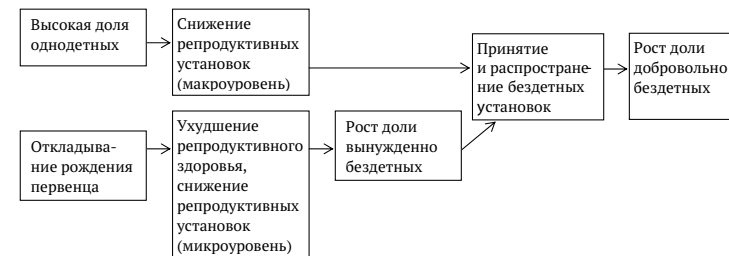 Высокая доля
однодетных
Снижение
репродуктивных
установок
(макроуровень)
Принятие
и распростране-
ние бездетных
установок
Рост доли
добровольно
бездетных
Откладыва-
ние рождения
первенца
Ухудшение
репродуктивного
здоровья,
снижение
репродуктивных
установок
(микроуровень)
Рост доли
вынужденно
бездетных